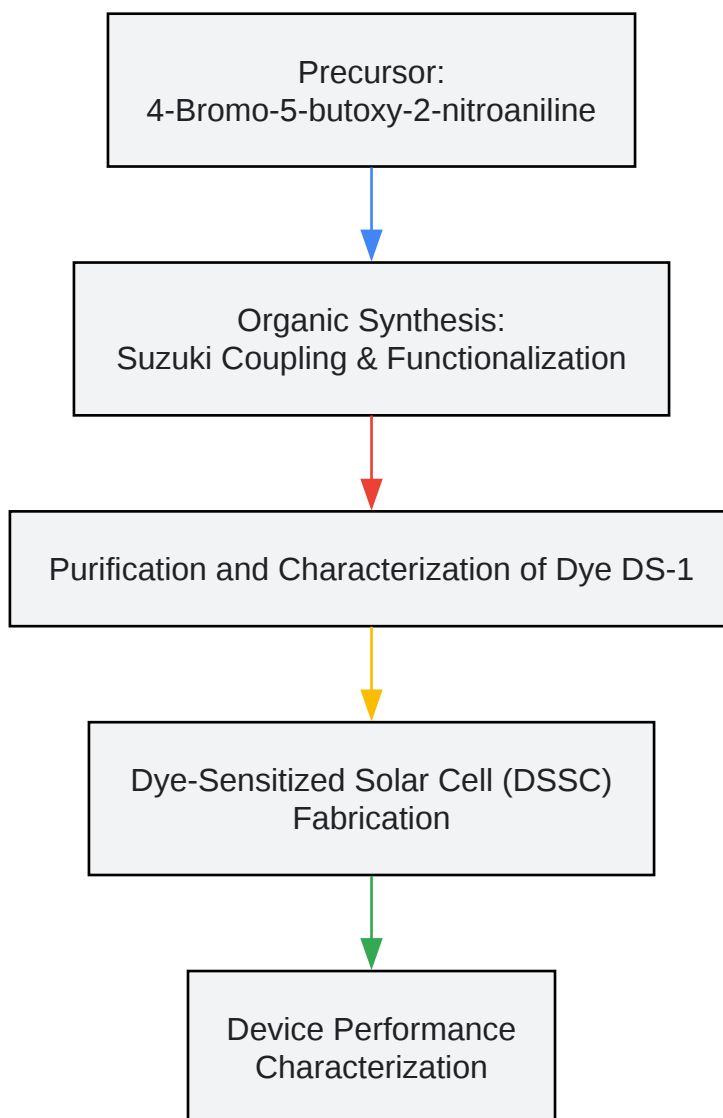 Precursor:
4-Bromo-5-butoxy-2-nitroaniline
Organic Synthesis:
Suzuki Coupling & Functionalization
Purification and Characterization of Dye DS-1
Dye-Sensitized Solar Cell (DSSC)
Fabrication
Device Performance
Characterization